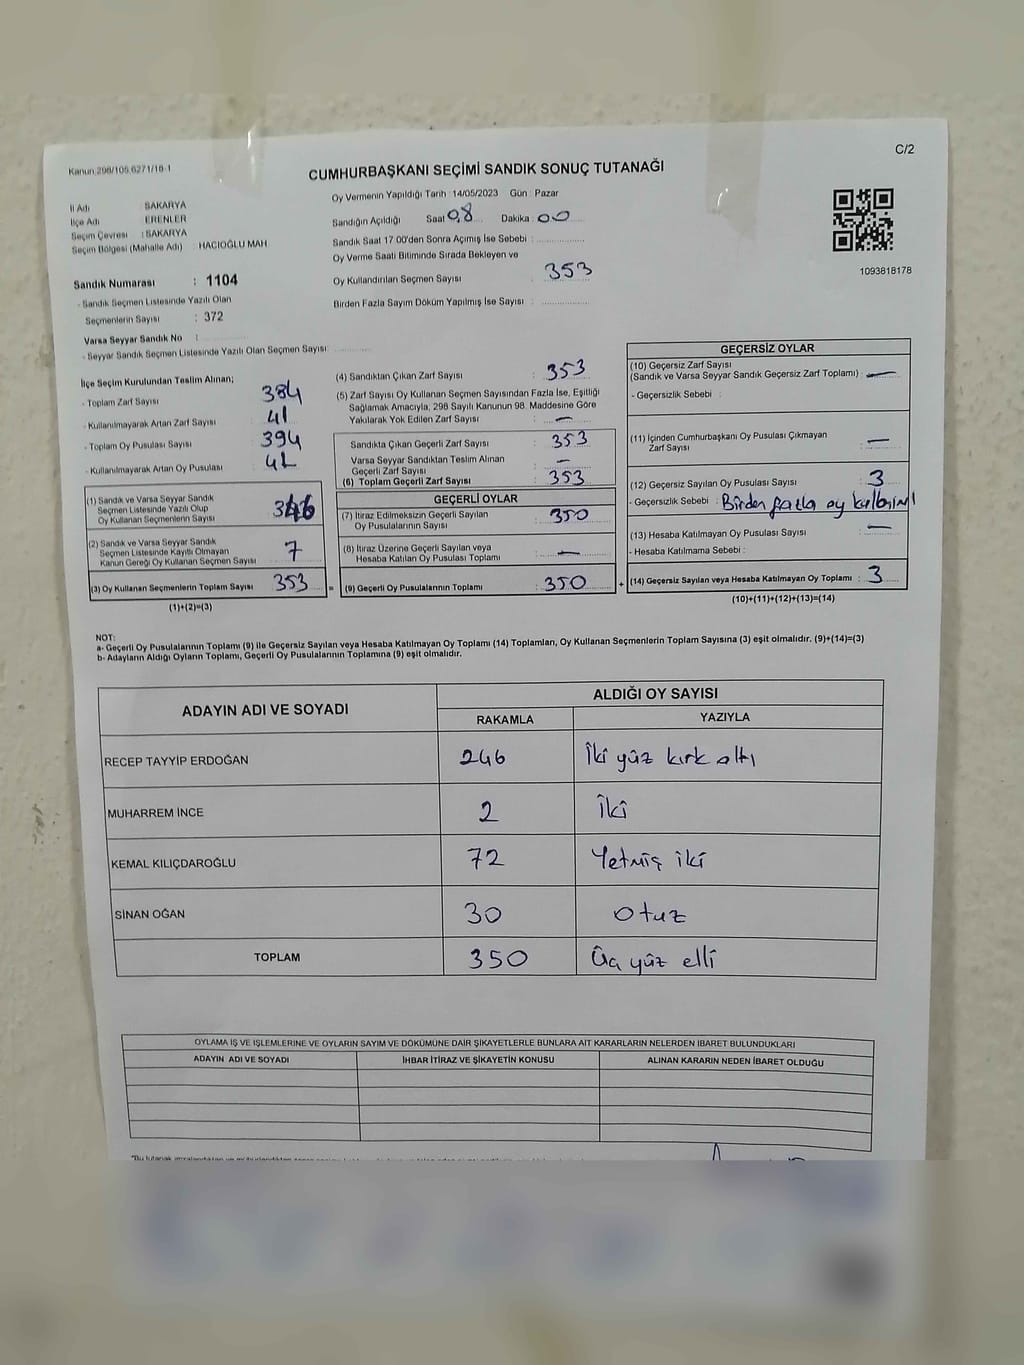 C/2
Kanun 298/105.6271/18-1
CUMHURBAŞKANI SEÇİMİ SANDIK SONUÇ TUTANAĞI
İl Adı SAKARYA
İlçe Adı ERENLER
Seçim Çevresi : SAKARYA
Seçim Bölgesi (Mahalle Adı) : HACIOĞLU MAH
Oy Vermenin Yapıldığı Tarih : 14/05/2023 Gün : Pazar
Sandığın Açıldığı Saat 08 Dakika : 00
Sandık Saat 17.00'den Sonra Açımış İse Sebebi :
Oy Verme Saati Bitiminde Sırada Bekleyen ve
Oy Kullandırılan Seçmen Sayısı : 353
Birden Fazla Sayım Döküm Yapılmış İse Sayısı :
1093818178
Sandık Numarası : 1104
- Sandık Seçmen Listesinde Yazılı Olan
Seçmenlerin Sayısı : 372
Varsa Seyyar Sandık No :
- Seyyar Sandık Seçmen Listesinde Yazılı Olan Seçmen Sayısı:
İlçe Seçim Kurulundan Teslim Alınan;
- Toplam Zarf Sayısı : 384
- Kullanılmayarak Artan Zarf Sayısı : 41
- Toplam Oy Pusulası Sayısı : 394
- Kullanılmayarak Artan Oy Pusulası :
(1) Sandık ve Varsa Seyyar Sandık
Seçmen Listesinde Yazılı Olup
Oy Kullanan Seçmenlerin Sayısı : 346
(2) Sandık ve Varsa Seyyar Sandık
Seçmen Listesinde Kayıtlı Olmayan
Kanun Gereği Oy Kullanan Seçmen Sayısı : 7
(3) Oy Kullanan Seçmenlerin Toplam Sayısı : 353 =
(1)+(2)=(3)
(4) Sandıktan Çıkan Zarf Sayısı : 353
(5) Zarf Sayısı Oy Kullanan Seçmen Sayısından Fazla İse, Eşitliği
Sağlamak Amacıyla, 298 Sayılı Kanunun 98. Maddesine Göre
Yakılarak Yok Edilen Zarf Sayısı : —
Sandıkta Çıkan Geçerli Zarf Sayısı : 353
Varsa Seyyar Sandıktan Teslim Alınan
Geçerli Zarf Sayısı : —
(6) Toplam Geçerli Zarf Sayısı : 353
GEÇERLİ OYLAR
(7) İtiraz Edilmeksizin Geçerli Sayılan
Oy Pusulalarının Sayısı : 350
(8) İtiraz Üzerine Geçerli Sayılan veya
Hesaba Katılan Oy Pusulası Toplamı : —
(9) Geçerli Oy Pusulalarının Toplamı : 350 +
GEÇERSİZ OYLAR
(10) Geçersiz Zarf Sayısı
(Sandık ve Varsa Seyyar Sandık Geçersiz Zarf Toplamı) : —
- Geçersizlik Sebebi :
(11) İçinden Cumhurbaşkanı Oy Pusulası Çıkmayan
Zarf Sayısı : —
(12) Geçersiz Sayılan Oy Pusulası Sayısı : 3
- Geçersizlik Sebebi : Birden fazla oy
(13) Hesaba Katılmayan Oy Pusulası Sayısı : —
- Hesaba Katılmama Sebebi :
(14) Geçersiz Sayılan veya Hesaba Katılmayan Oy Toplamı : 3
(10)+(11)+(12)+(13)=(14)
NOT:
a- Geçerli Oy Pusulalarının Toplamı (9) ile Geçersiz Sayılan veya Hesaba Katılmayan Oy Toplamı (14) Toplamları, Oy Kullanan Seçmenlerin Toplam Sayısına (3) eşit olmalıdır. (9)+(14)=(3)
b- Adayların Aldığı Oyların Toplamı, Geçerli Oy Pusulalarının Toplamına (9) eşit olmalıdır.
ADAYIN ADI VE SOYADI ALDIĞI OY SAYISI
RAKAMLA YAZIYLA
RECEP TAYYİP ERDOĞAN 246 İki yüz kırk altı
MUHARREM İNCE 2 İki
KEMAL KILIÇDAROĞLU 72 Yetmiş iki
SİNAN OĞAN 30 Otuz
TOPLAM 350 Üç yüz elli
OYLAMA İŞ VE İŞLEMLERİNE VE OYLARIN SAYIM VE DÖKÜMÜNE DAİR ŞİKAYETLERLE BUNLARA AİT KARARLARIN NELERDEN İBARET BULUNDUKLARI
ADAYIN ADI VE SOYADI İHBAR İTİRAZ VE ŞİKAYETİN KONUSU ALINAN KARARIN NEDEN İBARET OLDUĞU